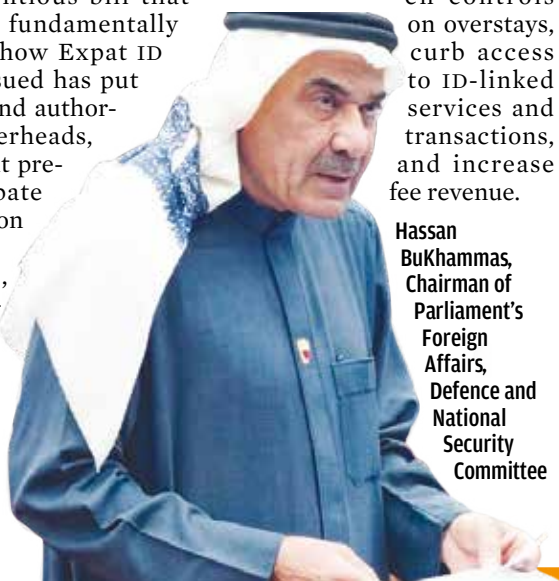 fundamentally
how Expat ID
sued has put
nd author-
erheads,
t pre-
bate
on
,
on overstays,
curb access
to ID-linked
services and
transactions,
and increase
fee revenue.
Hassan
BuKhammas,
Chairman of
Parliament’s
Foreign
Affairs,
Defence and
National
Security
Committee